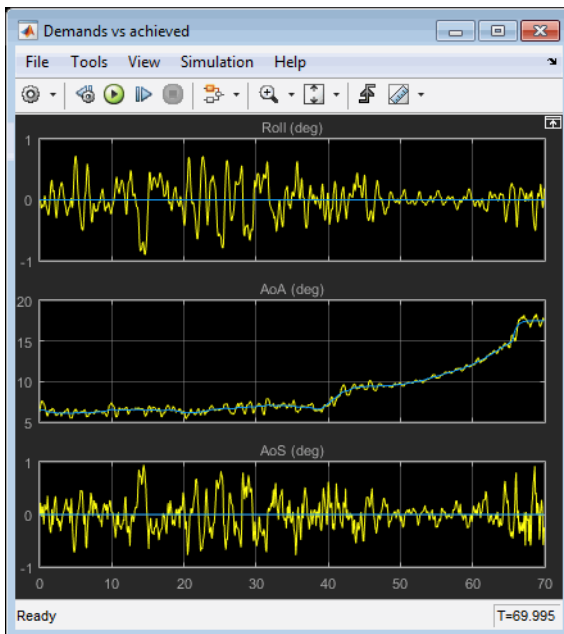 Demands vs achieved
File Tools View Simulation Help
Roll (deg)
1
0
-1
AoA (deg)
20
15
10
5
AoS (deg)
1
0
-1
0 10 20 30 40 50 60 70
Ready T=69.995